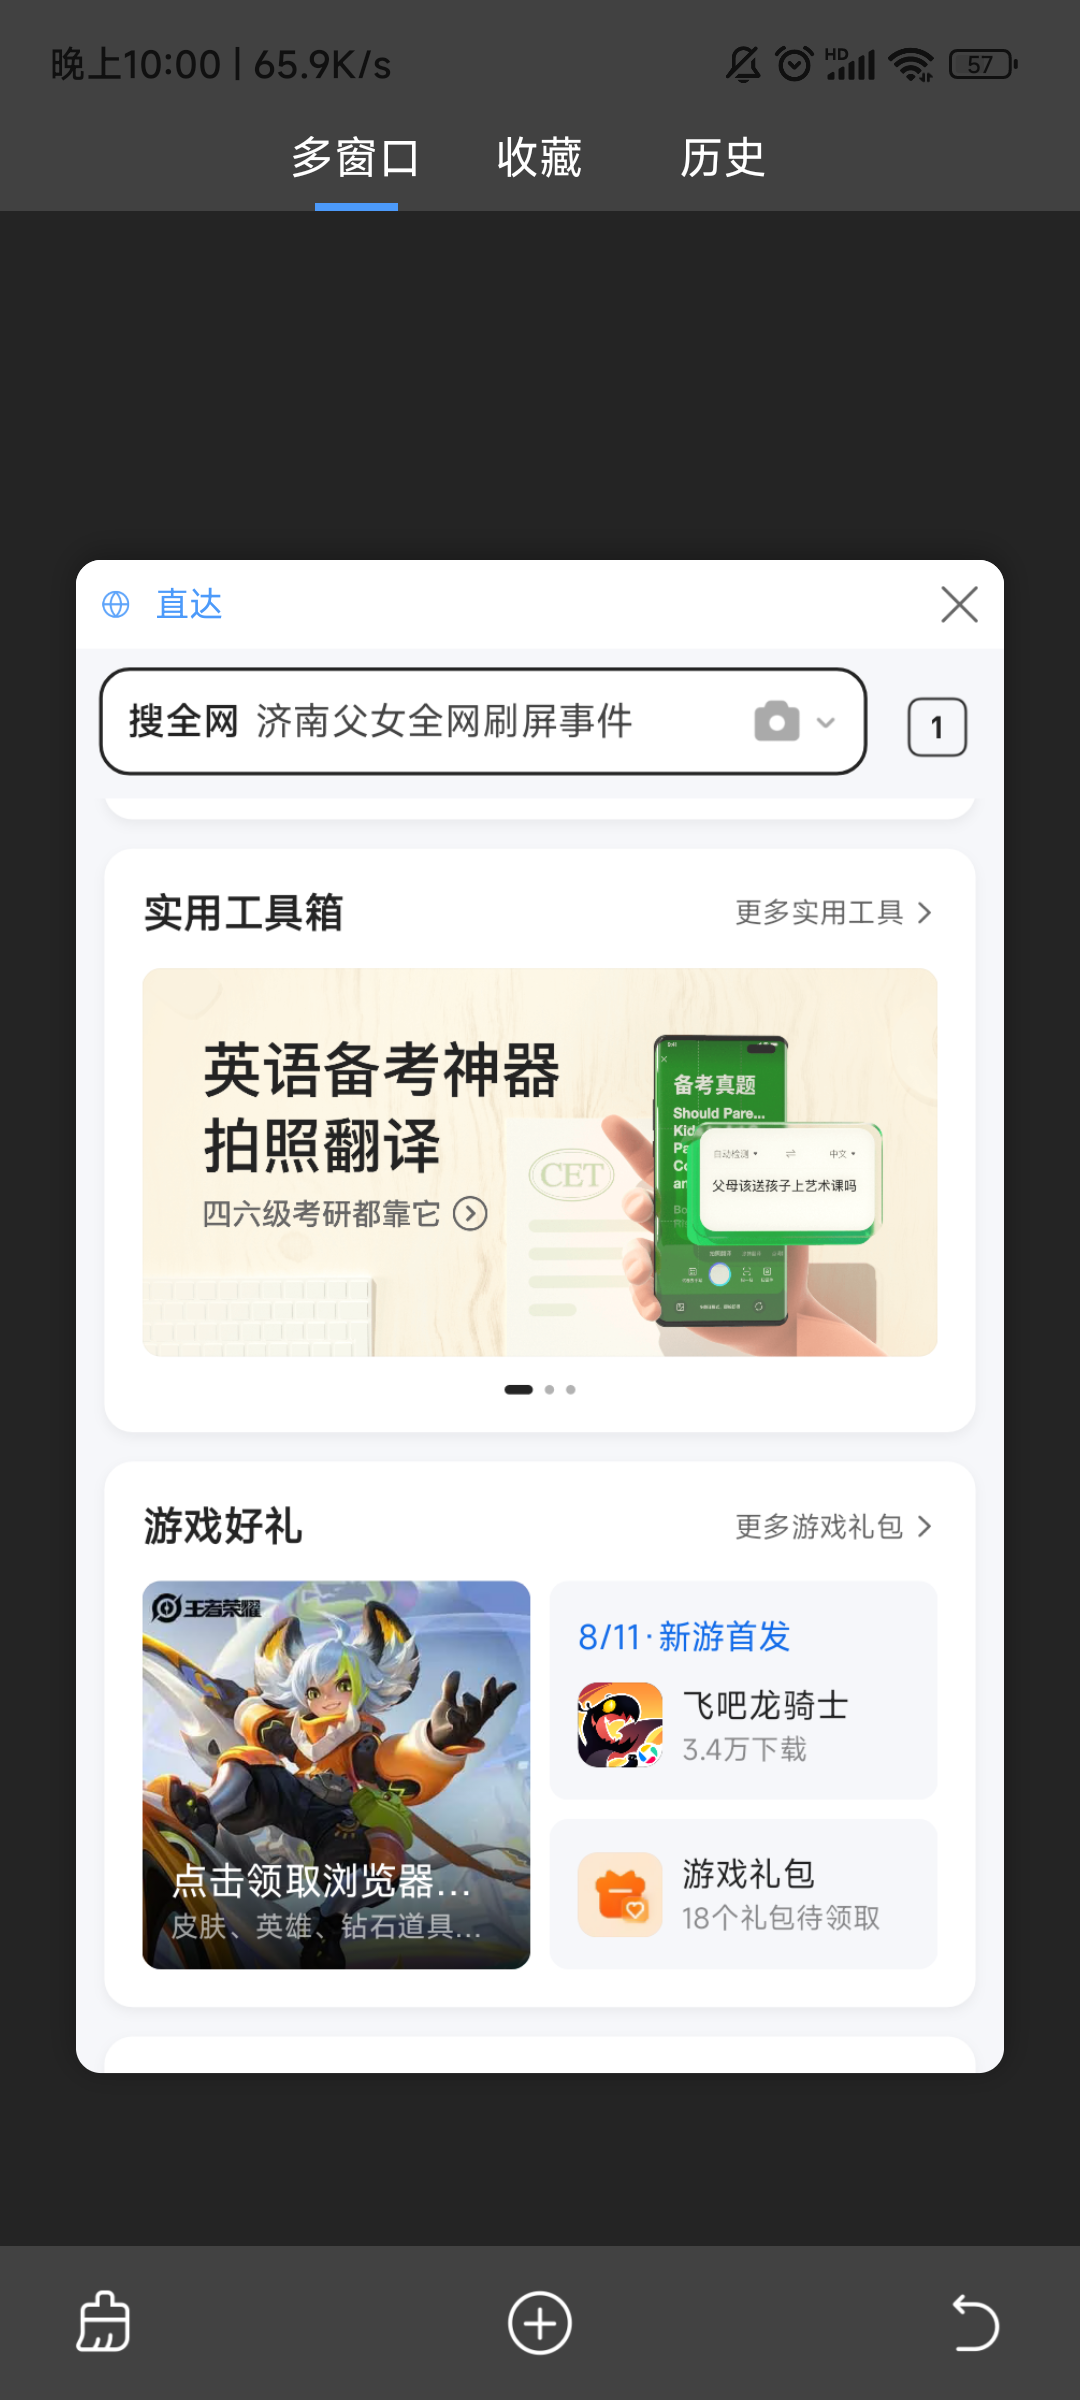 晚上10:00 | 65.9K/s
HD
57
多窗口 收藏 历史
直达
搜全网 济南父女全网刷屏事件
1
实用工具箱 更多实用工具
英语备考神器
拍照翻译
四六级考研都靠它
CET
备考真题
Should Pare...
自动检测 中文
父母该送孩子上艺术课吗
游戏好礼 更多游戏礼包
王者荣耀
点击领取浏览器...
皮肤、英雄、钻石道具...
8/11·新游首发
飞吧龙骑士
3.4万下载
游戏礼包
18个礼包待领取